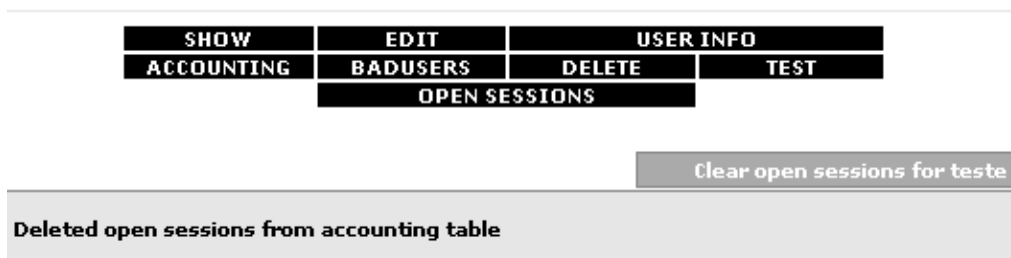 SHOW EDIT USER INFO
ACCOUNTING BADUSERS DELETE TEST
OPEN SESSIONS
Clear open sessions for teste
Deleted open sessions from accounting table